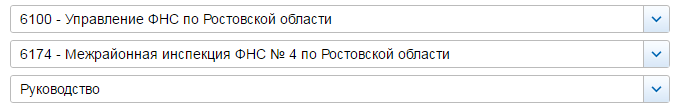 6100 - Управление ФНС по Ростовской области
6174 - Межрайонная инспекция ФНС № 4 по Ростовской области
Руководство